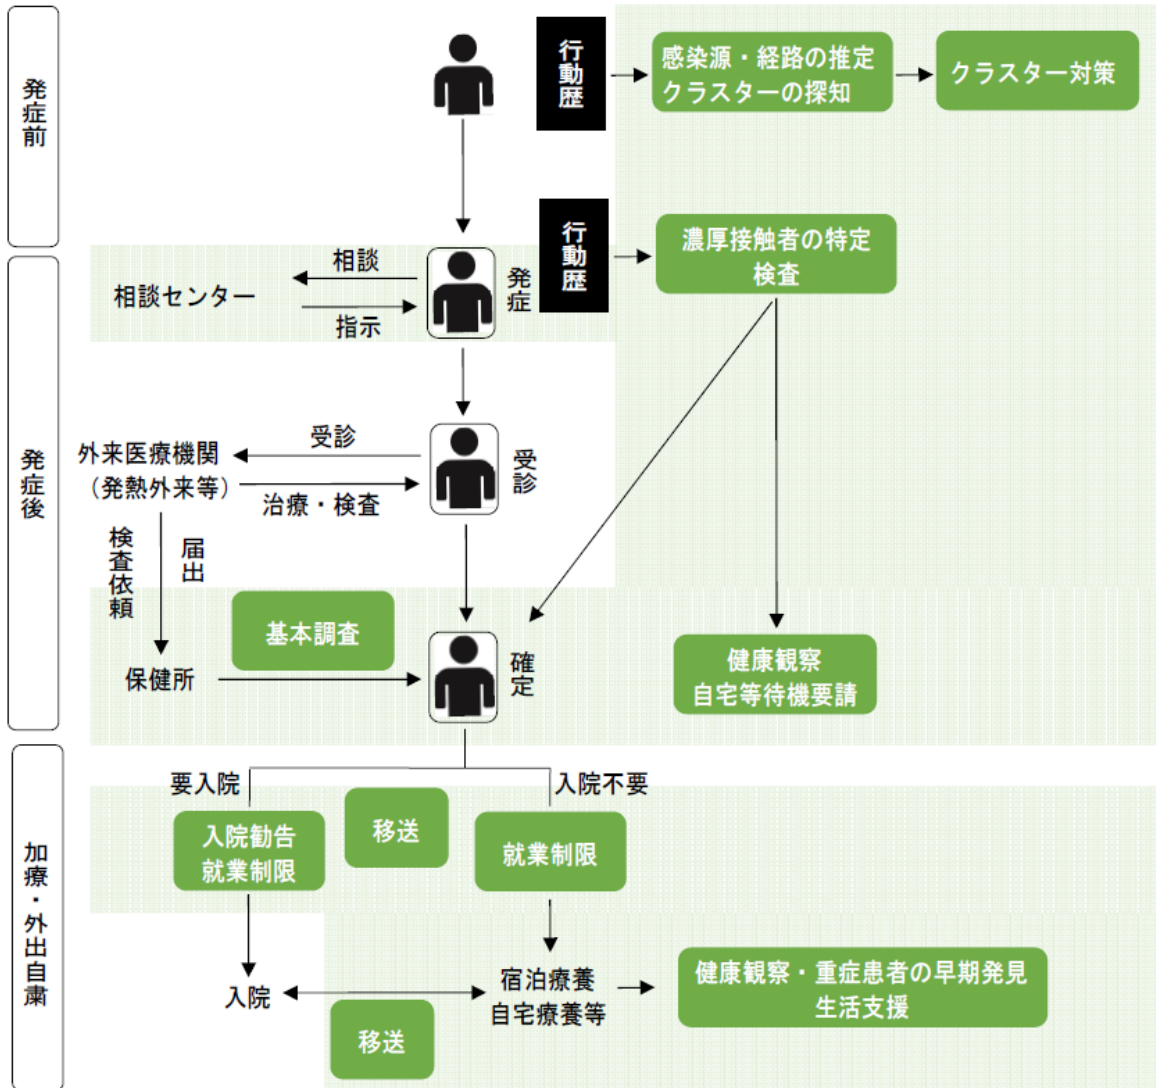 発症前
行動歴
感染源・経路の推定
クラスターの探知
クラスター対策
行動歴
濃厚接触者の特定
検査
発症後
相談
相談センター
指示
発症
受診
外来医療機関
（発熱外来等）
治療・検査
受診
検査依頼
届出
基本調査
保健所
確定
健康観察
自宅等待機要請
加療・外出自粛
要入院
入院不要
入院勧告
就業制限
移送
就業制限
入院
宿泊療養
自宅療養等
移送
健康観察・重症患者の早期発見
生活支援